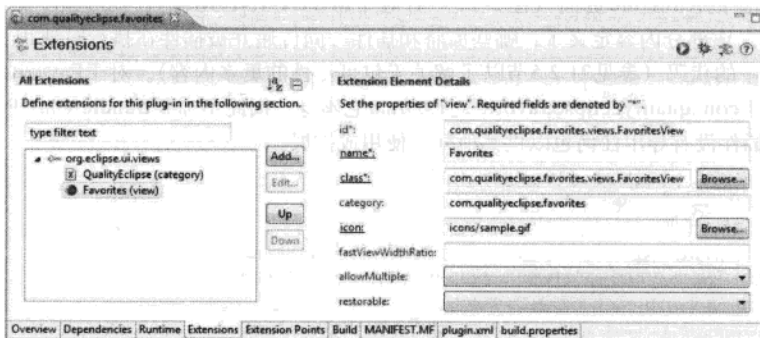 com.qualityeclipse.favorites
Extensions
All Extensions
Define extensions for this plug-in in the following section.
type filter text
org.eclipse.ui.views
QualityEclipse (category)
Favorites (view)
Add...
Edit...
Up
Down
Extension Element Details
Set the properties of "view". Required fields are denoted by "*".
id*: com.qualityeclipse.favorites.views.FavoritesView
name*: Favorites
class*: com.qualityeclipse.favorites.views.FavoritesView Browse...
category: com.qualityeclipse.favorites
icon: icons/sample.gif Browse...
fastViewWidthRatio:
allowMultiple:
restorable:
Overview Dependencies Runtime Extensions Extension Points Build MANIFEST.MF plugin.xml build.properties